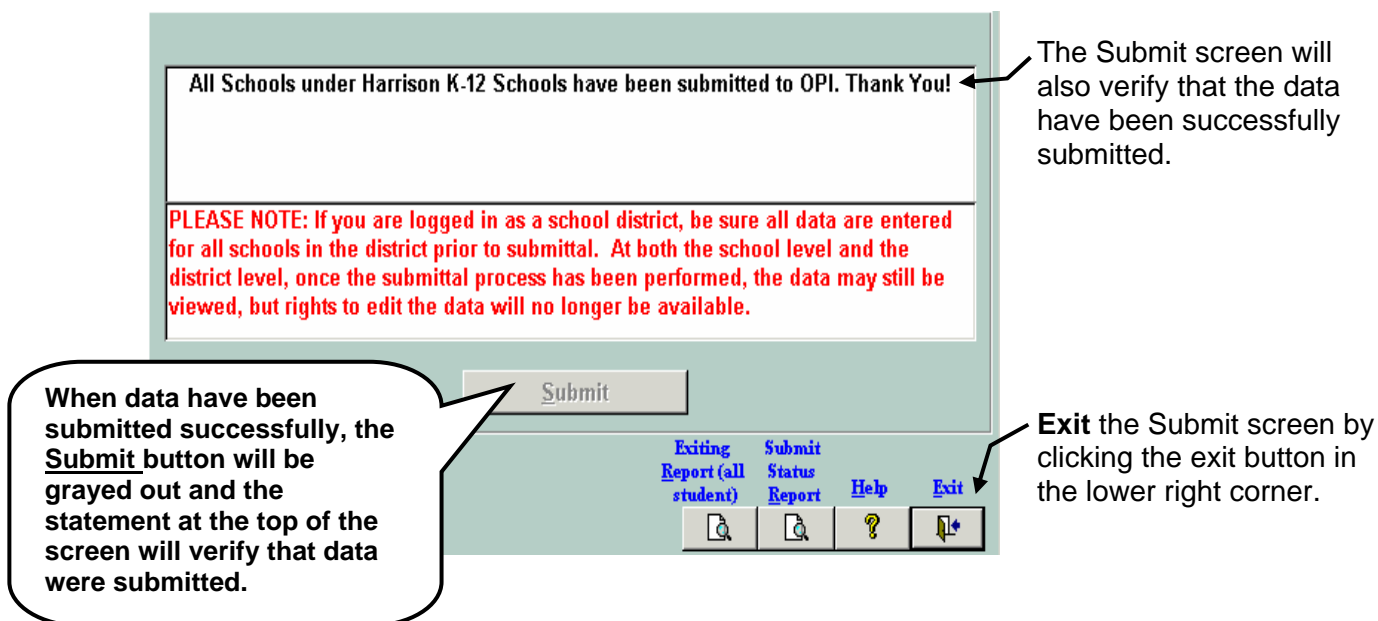 All Schools under Harrison K-12 Schools have been submitted to OPI. Thank You!
The Submit screen will
also verify that the data
have been successfully
submitted.
PLEASE NOTE: If you are logged in as a school district, be sure all data are entered
for all schools in the district prior to submittal. At both the school level and the
district level, once the submittal process has been performed, the data may still be
viewed, but rights to edit the data will no longer be available.
Submit
When data have been
submitted successfully, the
Submit button will be
grayed out and the
statement at the top of the
screen will verify that data
were submitted.
Exiting
Report (all
student)
Submit
Status
Report
Help
Exit
Exit the Submit screen by
clicking the exit button in
the lower right corner.